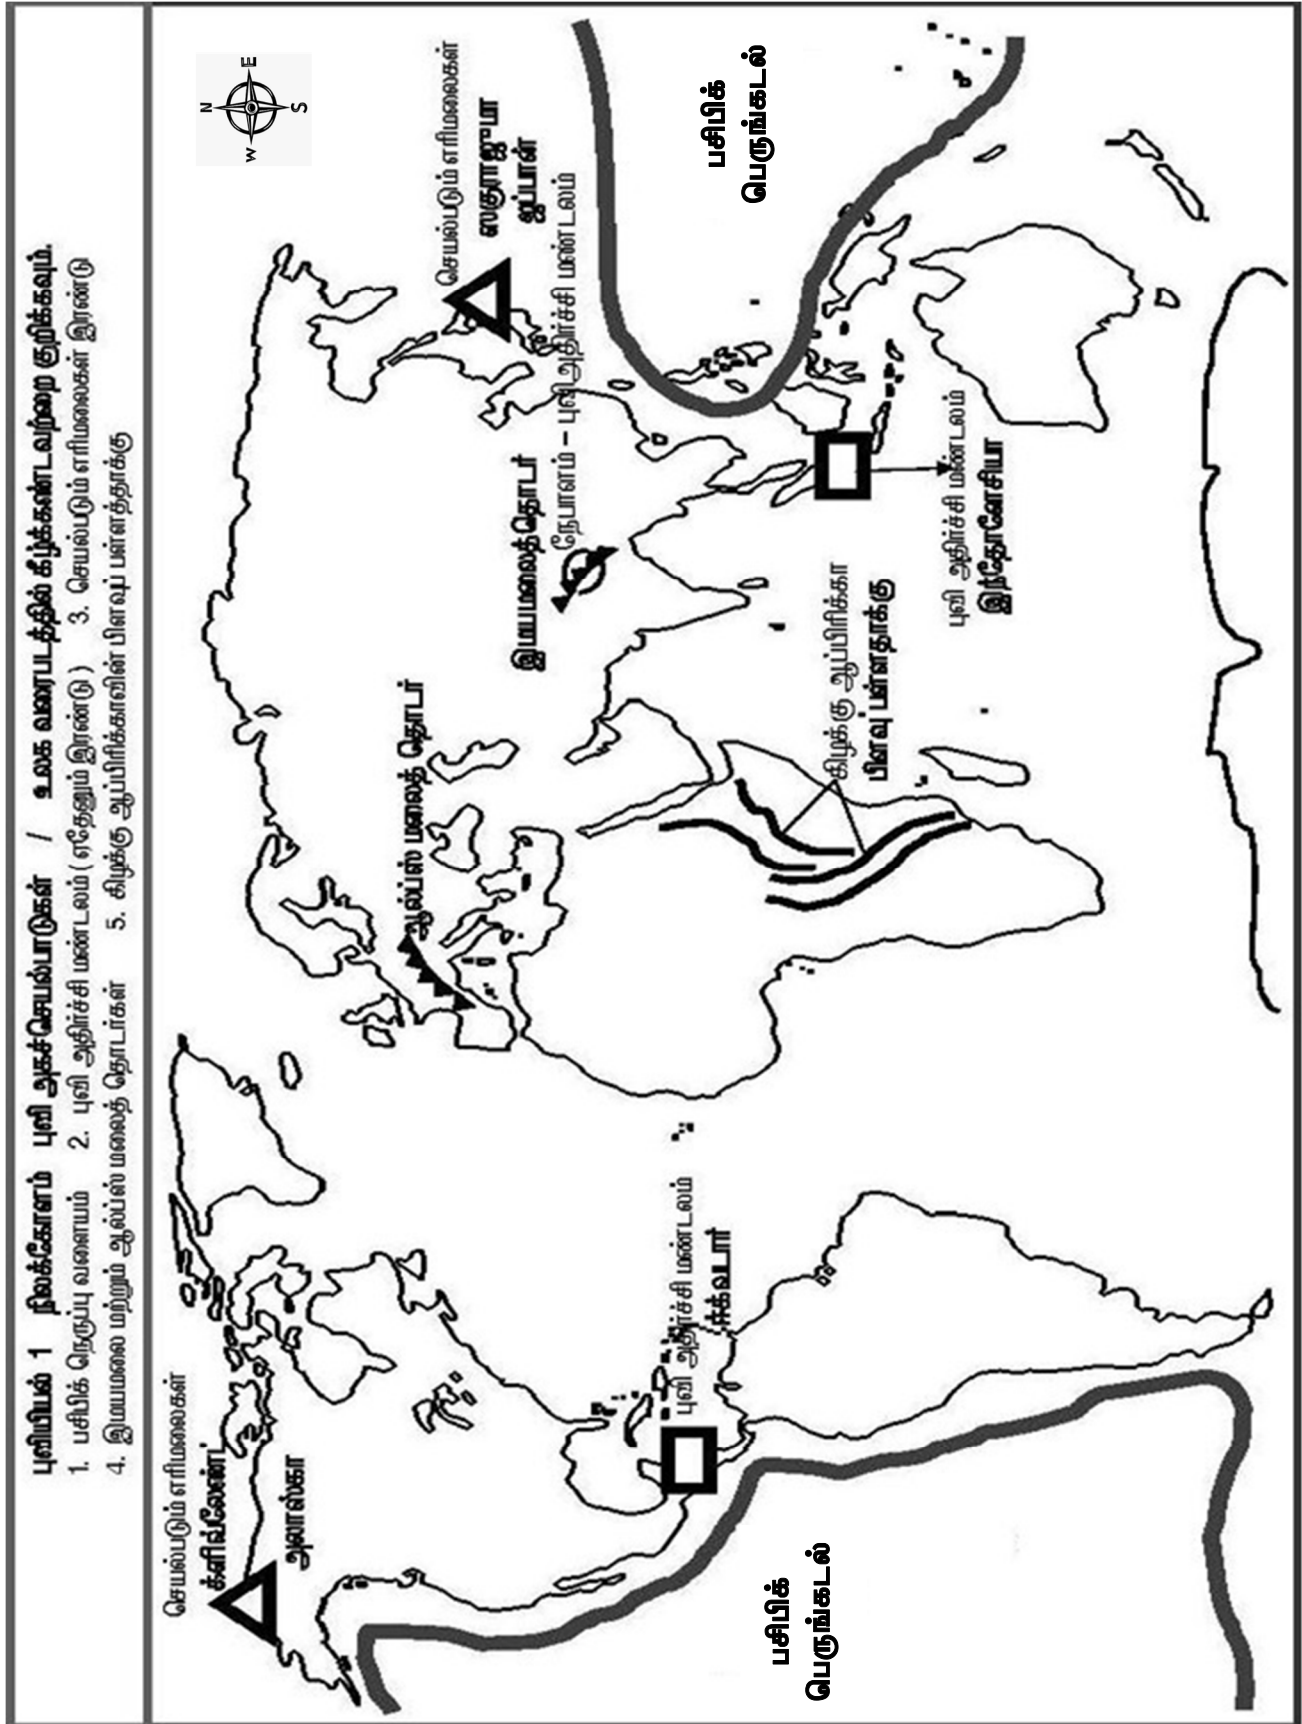 புவியியல் 1 நிலக்கோளம் புவி அகச்செயல்பாடுகள் / உலக வரைபடத்தில் கீழ்க்கண்டவற்றை குறிக்கவும்.
1. பசிபிக் நெருப்பு வளையம் 2. புவி அதிர்ச்சி மண்டலம் ( ஏதேனும் இரண்டு ) 3. செயல்படும் எரிமலைகள் இரண்டு
4. இமயமலை மற்றும் ஆல்ப்ஸ் மலைத் தொடர்கள் 5. கிழக்கு ஆப்பிரிக்காவின் பிளவுப் பள்ளத்தாக்கு
N
W
E
S
செயல்படும் எரிமலைகள்
க்ளிவ்லேண்ட்
அலாஸ்கா
ஆல்ப்ஸ் மலைத் தொடர்
இமயமலைத்தொடர்
நேபாளம் – புவிஅதிர்ச்சி மண்டலம்
செயல்படும் எரிமலைகள்
ஜப்பான்
பசிபிக்
பெருங்கடல்
புவி அதிர்ச்சி மண்டலம்
ஈக்வடார்
கிழக்கு ஆப்பிரிக்கா
பிளவுப் பள்ளதாக்கு
புவி அதிர்ச்சி மண்டலம்
இந்தோனேசியா
பசிபிக்
பெருங்கடல்